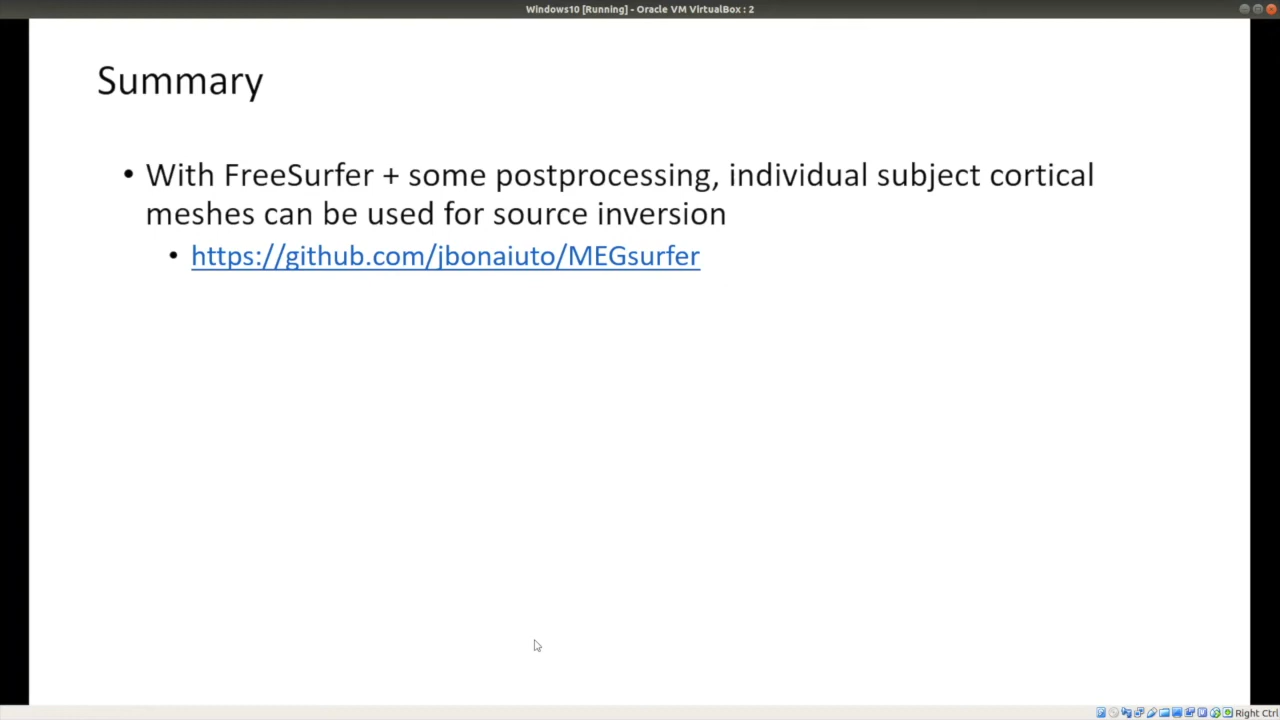 Windows10 [Running] - Oracle VM VirtualBox : 2
Summary
• With FreeSurfer + some postprocessing, individual subject cortical
meshes can be used for source inversion
• https://github.com/jbonaiuto/MEGsurfer
Right Ctrl